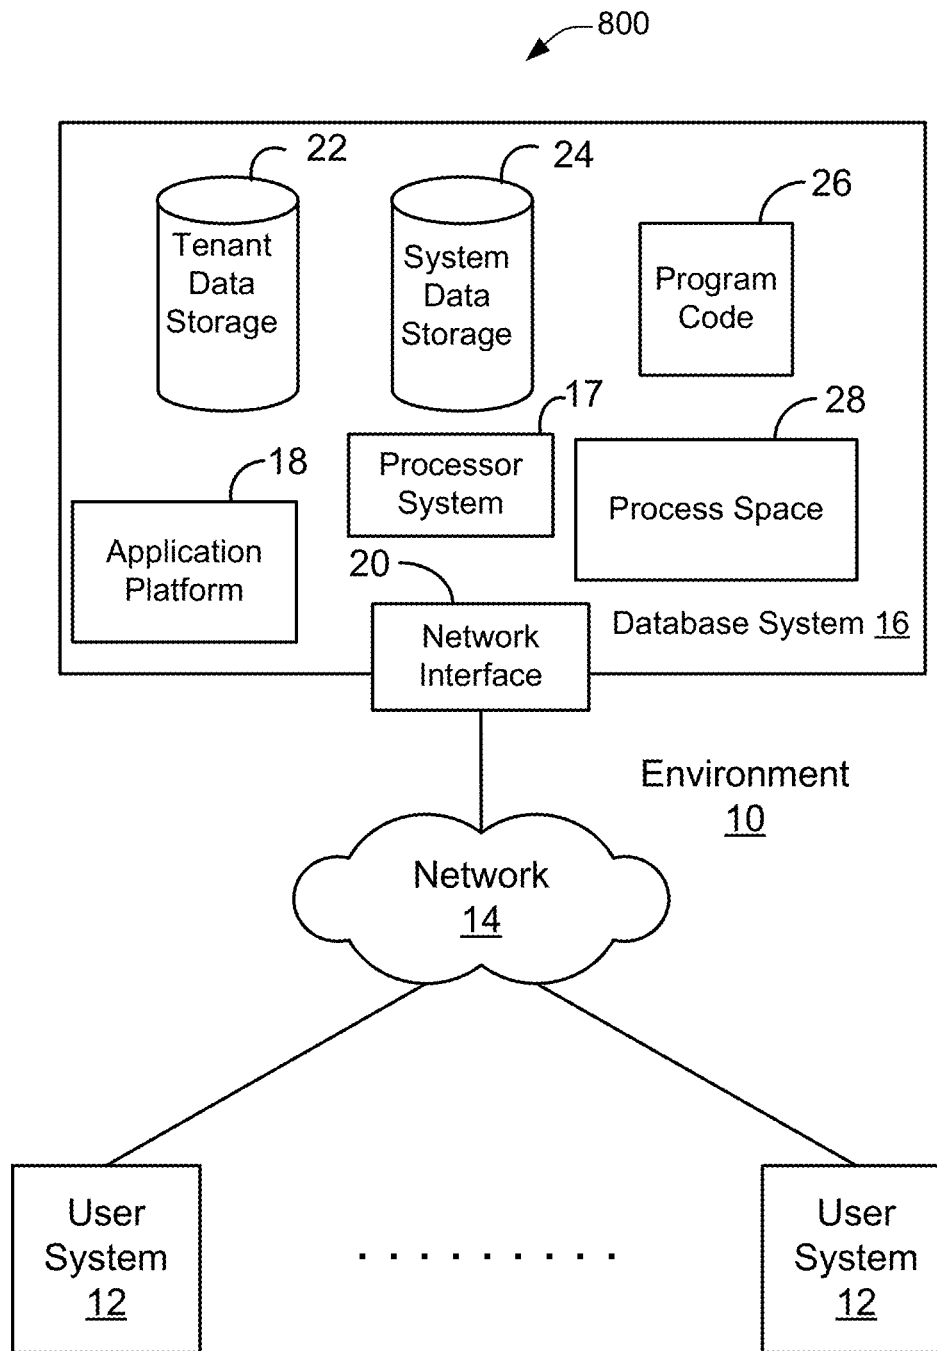 800
22
24
26
Tenant
Data
Storage
System
Data
Storage
Program
Code
17
28
18
Processor
System
Process Space
Application
Platform
20
Network
Interface
Database System 16
Environment
10
Network
14
User
System
12
User
System
12